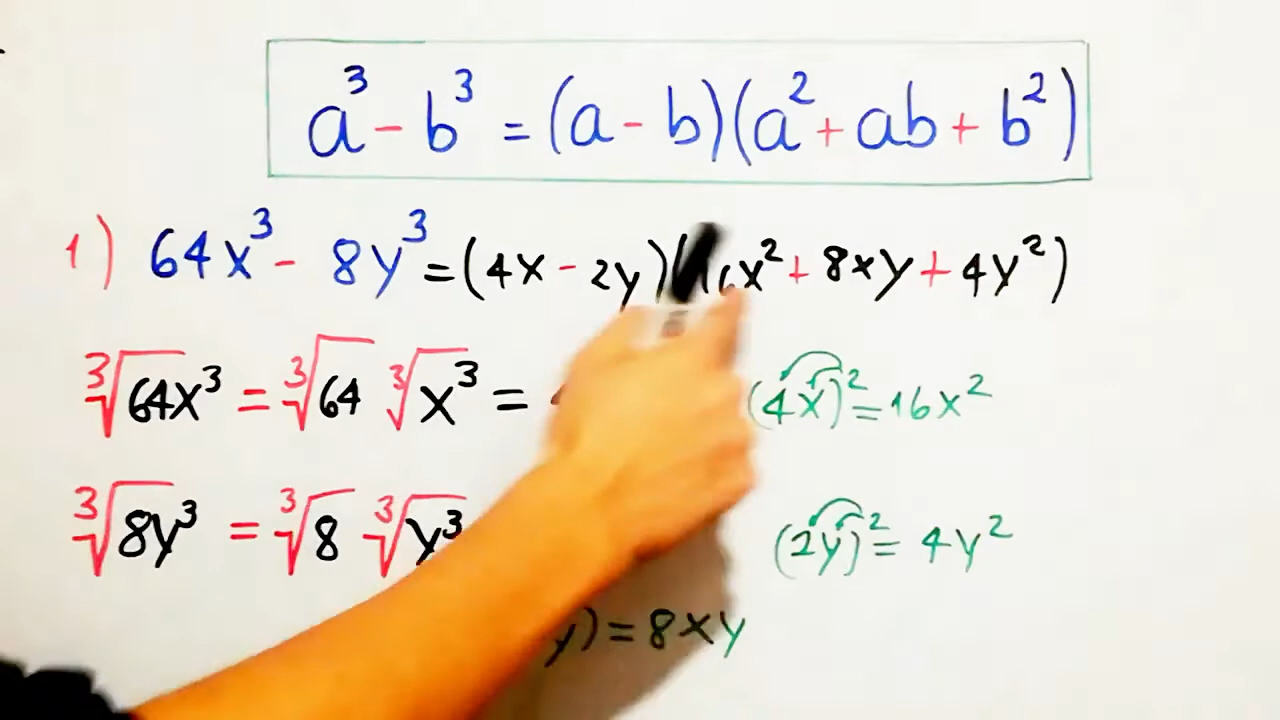 a³ - b³ = (a - b)(a² + ab + b²)
1) 64x³ - 8y³ = (4x - 2y)(16x² + 8xy + 4y²)
∛64x³ = ∛64 ∛x³ =
(4x)² = 16x²
∛8y³ = ∛8 ∛y³
(2y)² = 4y²
y) = 8xy